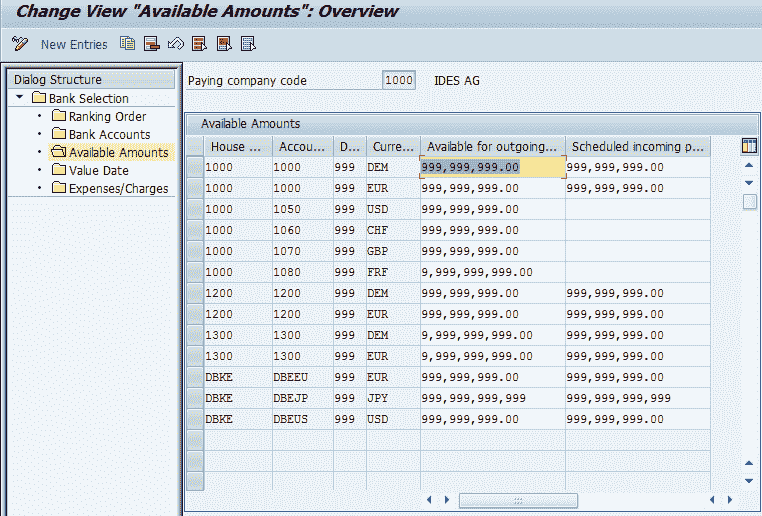 Change View "Available Amounts": Overview
New Entries
Dialog Structure
Bank Selection
Ranking Order
Bank Accounts
Available Amounts
Value Date
Expenses/Charges
Paying company code 1000 IDES AG
Available Amounts
House ... Accou... D... Curre... Available for outgoing... Scheduled incoming p...
1000 1000 999 DEM 999,999,999.00 999,999,999.00
1000 1000 999 EUR 999,999,999.00 999,999,999.00
1000 1050 999 USD 999,999,999.00
1000 1060 999 CHF 999,999,999.00
1000 1070 999 GBP 999,999,999.00
1000 1080 999 FRF 9,999,999,999.00
1200 1200 999 DEM 999,999,999.00 999,999,999.00
1200 1200 999 EUR 999,999,999.00 999,999,999.00
1300 1300 999 DEM 9,999,999,999.00 999,999,999.00
1300 1300 999 EUR 9,999,999,999.00 999,999,999.00
DBKE DBEEU 999 EUR 999,999,999.00 999,999,999.00
DBKE DBEJP 999 JPY 999,999,999,999 999,999,999,999
DBKE DBEUS 999 USD 999,999,999.00 999,999,999.00